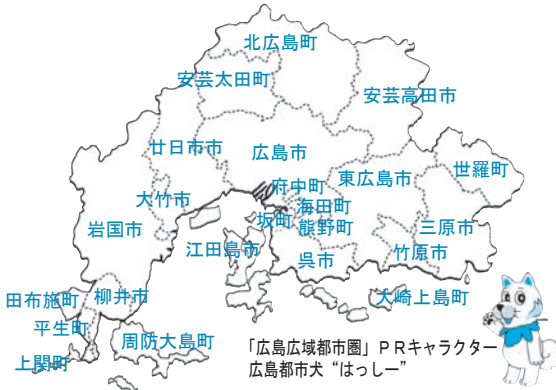 北広島町
安芸太田町
安芸高田市
廿日市市
広島市
世羅町
府中町
東広島市
大竹市
海田町
坂町
熊野町
三原市
岩国市
江田島市
呉市
竹原市
田布施町
柳井市
大崎上島町
平生町
周防大島町
上関町
「広島広域都市圏」ＰＲキャラクター
広島都市犬“はっしー”